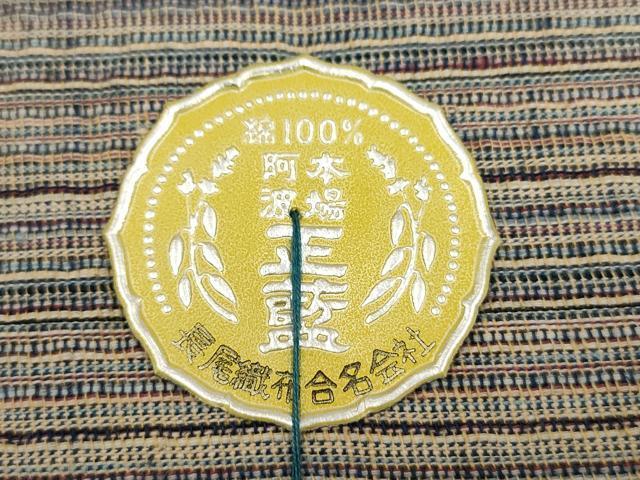 綿100%
本場
阿波
正藍
長尾織布合名会社